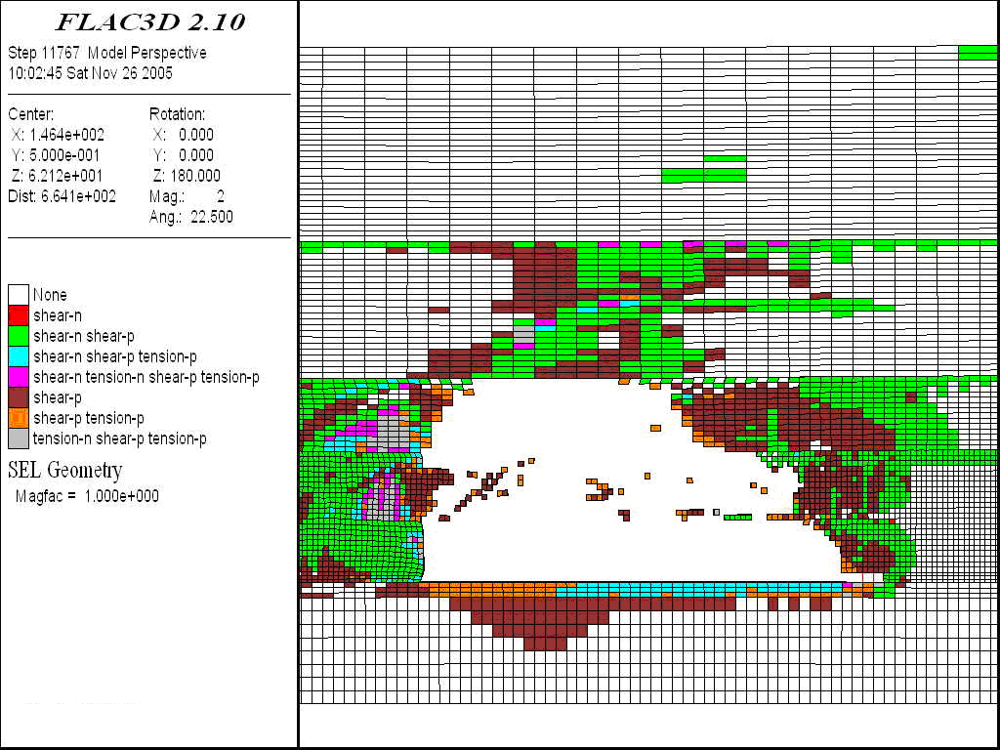 FLAC3D 2.10
Step 11767 Model Perspective
10:02:45 Sat Nov 26 2005
Center: Rotation:
X: 1.464e+002 X: 0.000
Y: 5.000e-001 Y: 0.000
Z: 6.212e+001 Z: 180.000
Dist: 6.641e+002 Mag.: 2
Ang.: 22.500
None
shear-n
shear-n shear-p
shear-n shear-p tension-p
shear-n tension-n shear-p tension-p
shear-p
shear-p tension-p
tension-n shear-p tension-p
SEL Geometry
Magfac = 1.000e+000